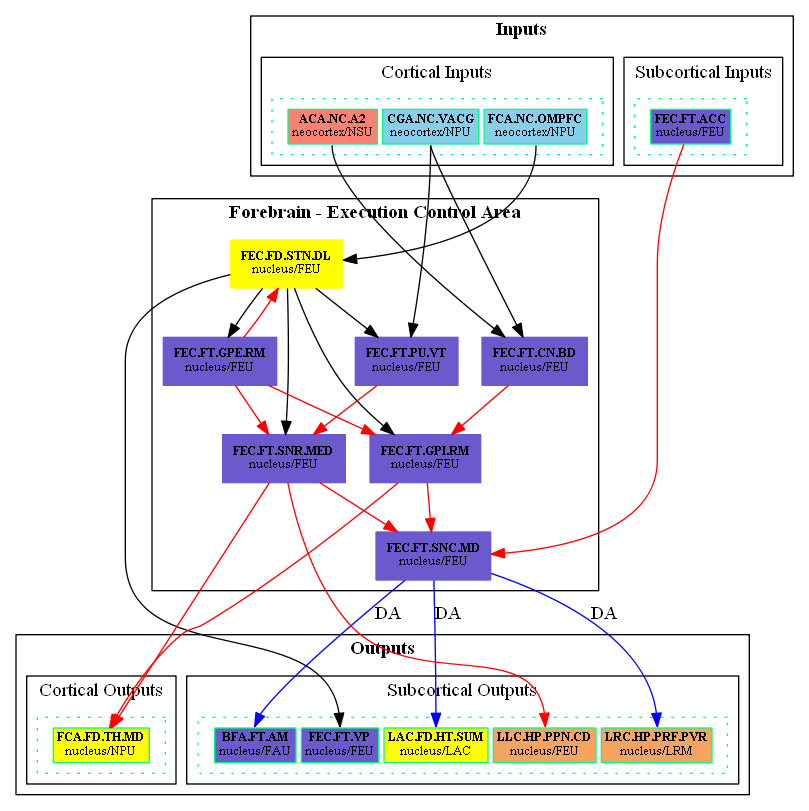 Inputs
Cortical Inputs
Subcortical Inputs
ACA.NC.A2
neocortex/NSU
CGA.NC.VACG
neocortex/NPU
FCA.NC.OMPFC
neocortex/NPU
FEC.FT.ACC
nucleus/FEU
Forebrain - Execution Control Area
FEC.FD.STN.DL
nucleus/FEU
FEC.FT.GPE.RM
nucleus/FEU
FEC.FT.PU.VT
nucleus/FEU
FEC.FT.CN.BD
nucleus/FEU
FEC.FT.SNR.MED
nucleus/FEU
FEC.FT.GPI.RM
nucleus/FEU
FEC.FT.SNC.MD
nucleus/FEU
DA
DA
DA
Outputs
Cortical Outputs
Subcortical Outputs
FCA.FD.TH.MD
nucleus/NPU
BFA.FT.AM
nucleus/FAU
FEC.FT.VP
nucleus/FEU
LAC.FD.HT.SUM
nucleus/LAC
LLC.HP.PPN.CD
nucleus/FEU
LRC.HP.PRF.PVR
nucleus/LRM